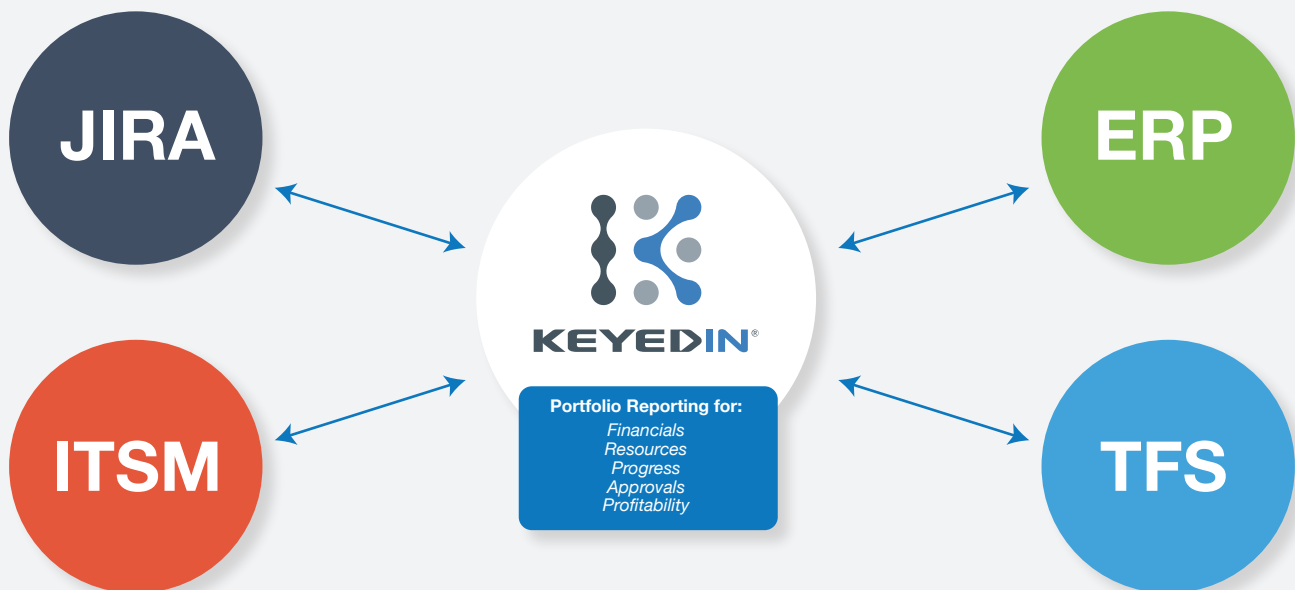 JIRA
ERP
KEYEDIN®
Portfolio Reporting for:
Financials
Resources
Progress
Approvals
Profitability
ITSM
TFS